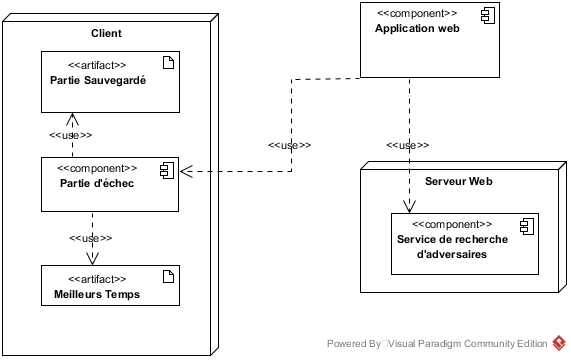 Client
<<artifact>>
Partie Sauvegardé
<<use>>
<<component>>
Partie d'échec
<<use>>
<<artifact>>
Meilleurs Temps
<<component>>
Application web
<<use>>
<<use>>
Serveur Web
<<component>>
Service de recherche
d'adversaires
Powered By Visual Paradigm Community Edition